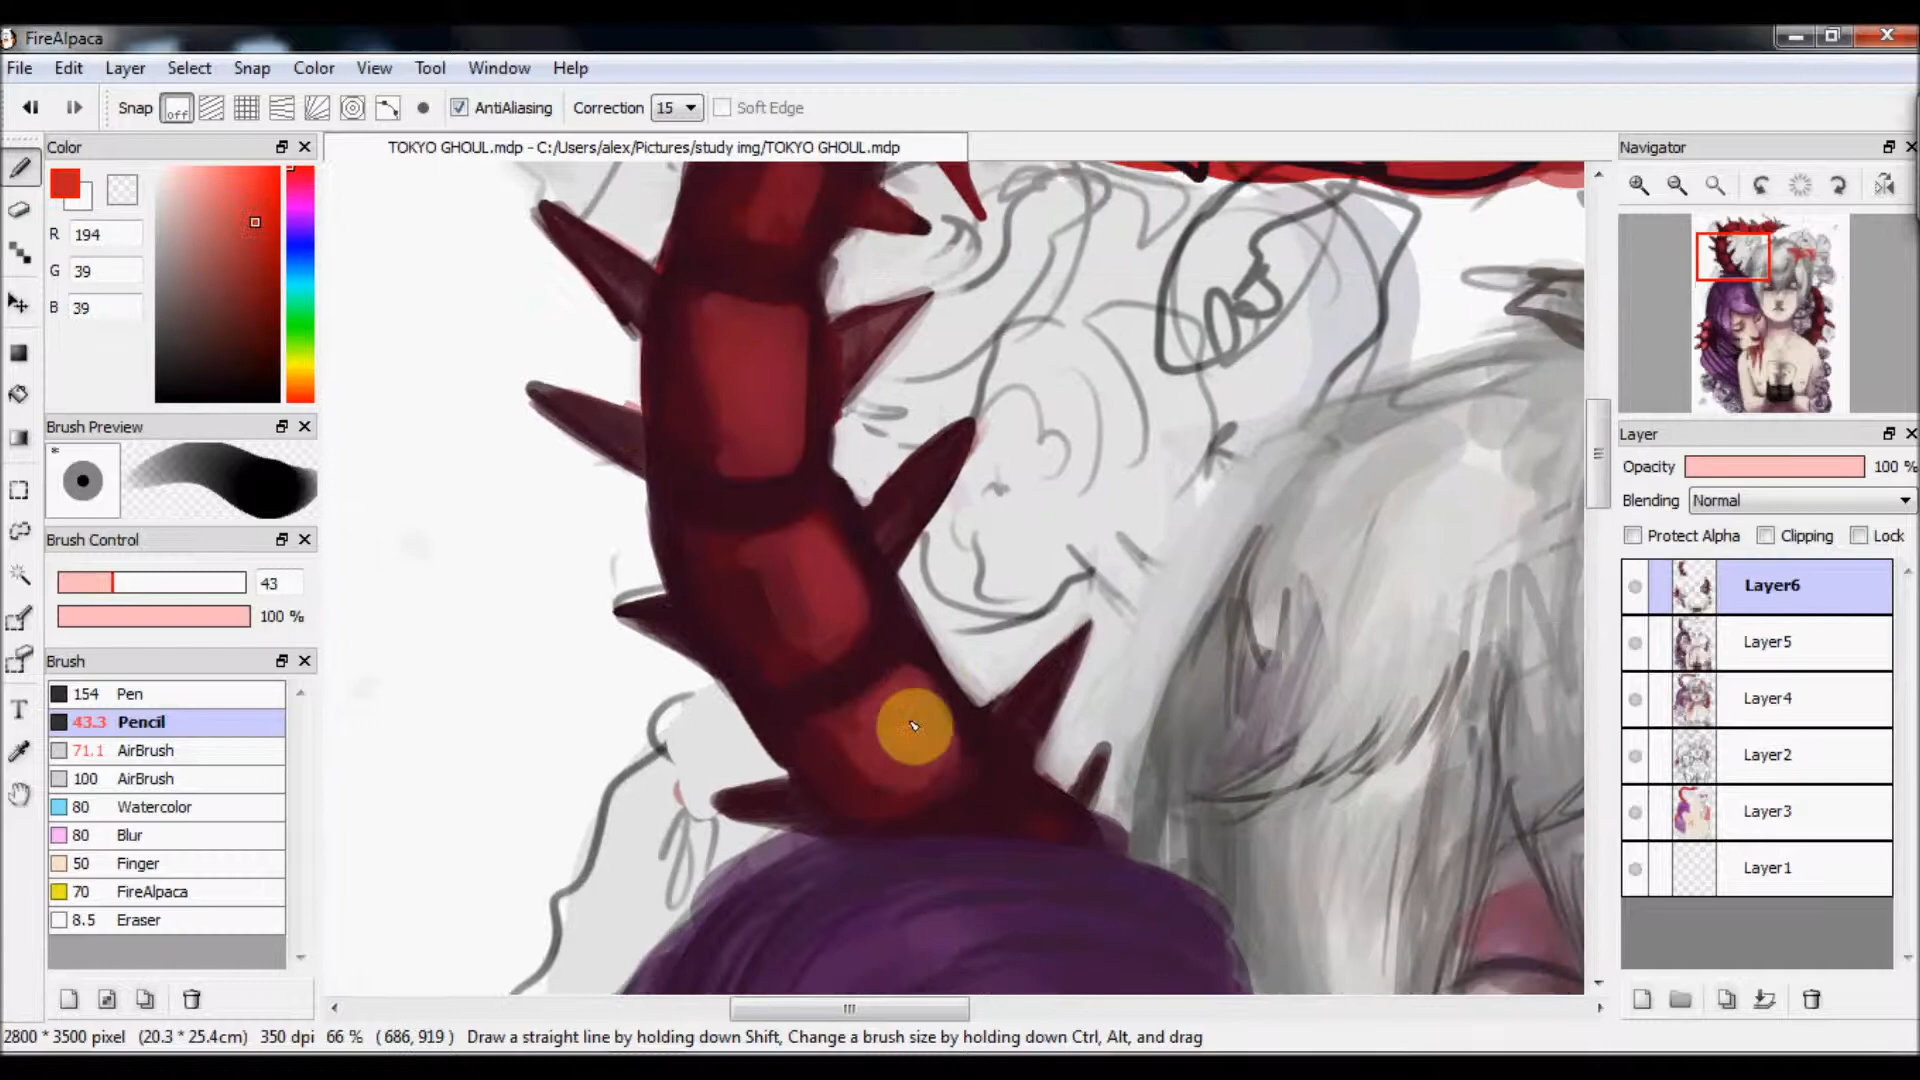 FireAlpaca
File Edit Layer Select Snap Color View Tool Window Help
Snap off AntiAliasing Correction 15 Soft Edge
Color
TOKYO GHOUL.mdp - C:/Users/alex/Pictures/study img/TOKYO GHOUL.mdp
Navigator
R 194
G 39
B 39
Brush Preview
Brush Control
43
100 %
Brush
154 Pen
43.3 Pencil
71.1 AirBrush
100 AirBrush
80 Watercolor
80 Blur
50 Finger
70 FireAlpaca
8.5 Eraser
Layer
Opacity 100 %
Blending Normal
Protect Alpha Clipping Lock
Layer6
Layer5
Layer4
Layer2
Layer3
Layer1
T
2800 * 3500 pixel (20.3 * 25.4cm) 350 dpi 66 % ( 686, 919 ) Draw a straight line by holding down Shift, Change a brush size by holding down Ctrl, Alt, and drag